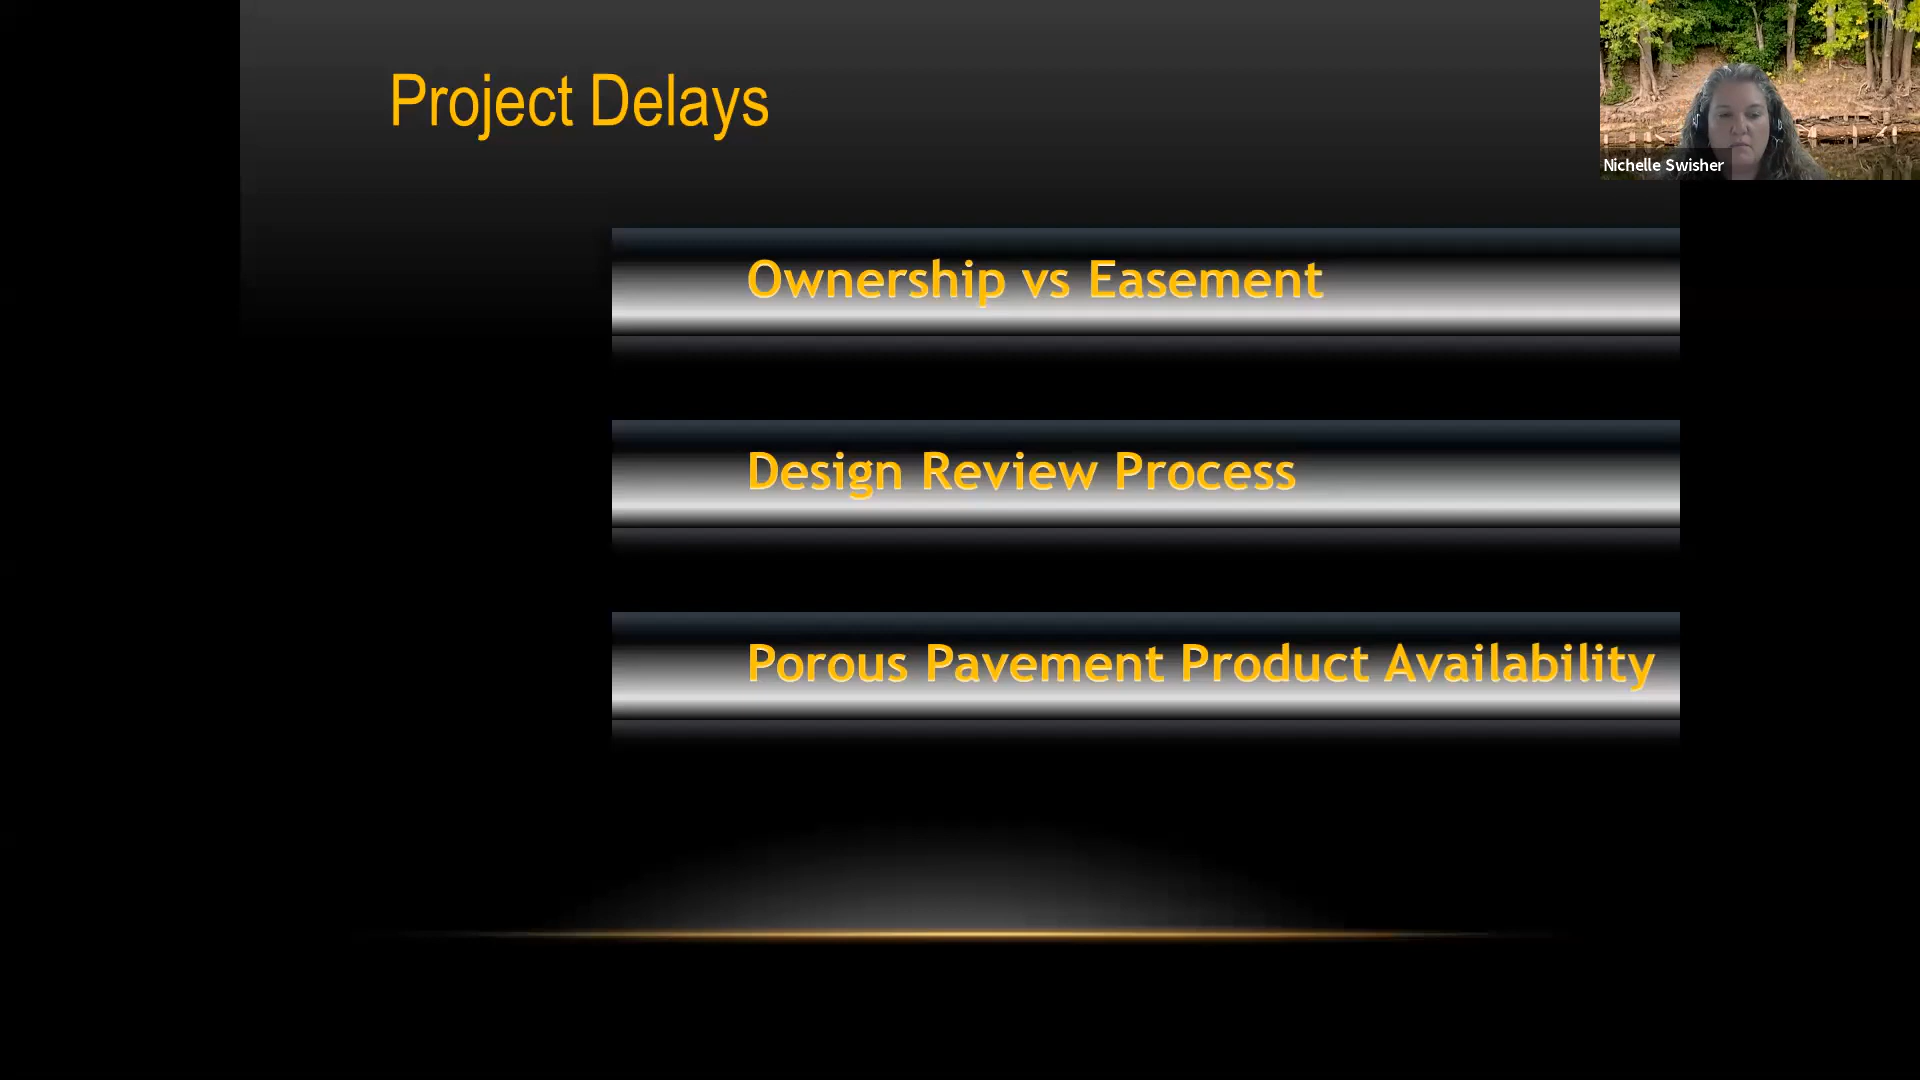 Project Delays
Nichelle Swisher
Ownership vs Easement
Design Review Process
Porous Pavement Product Availability